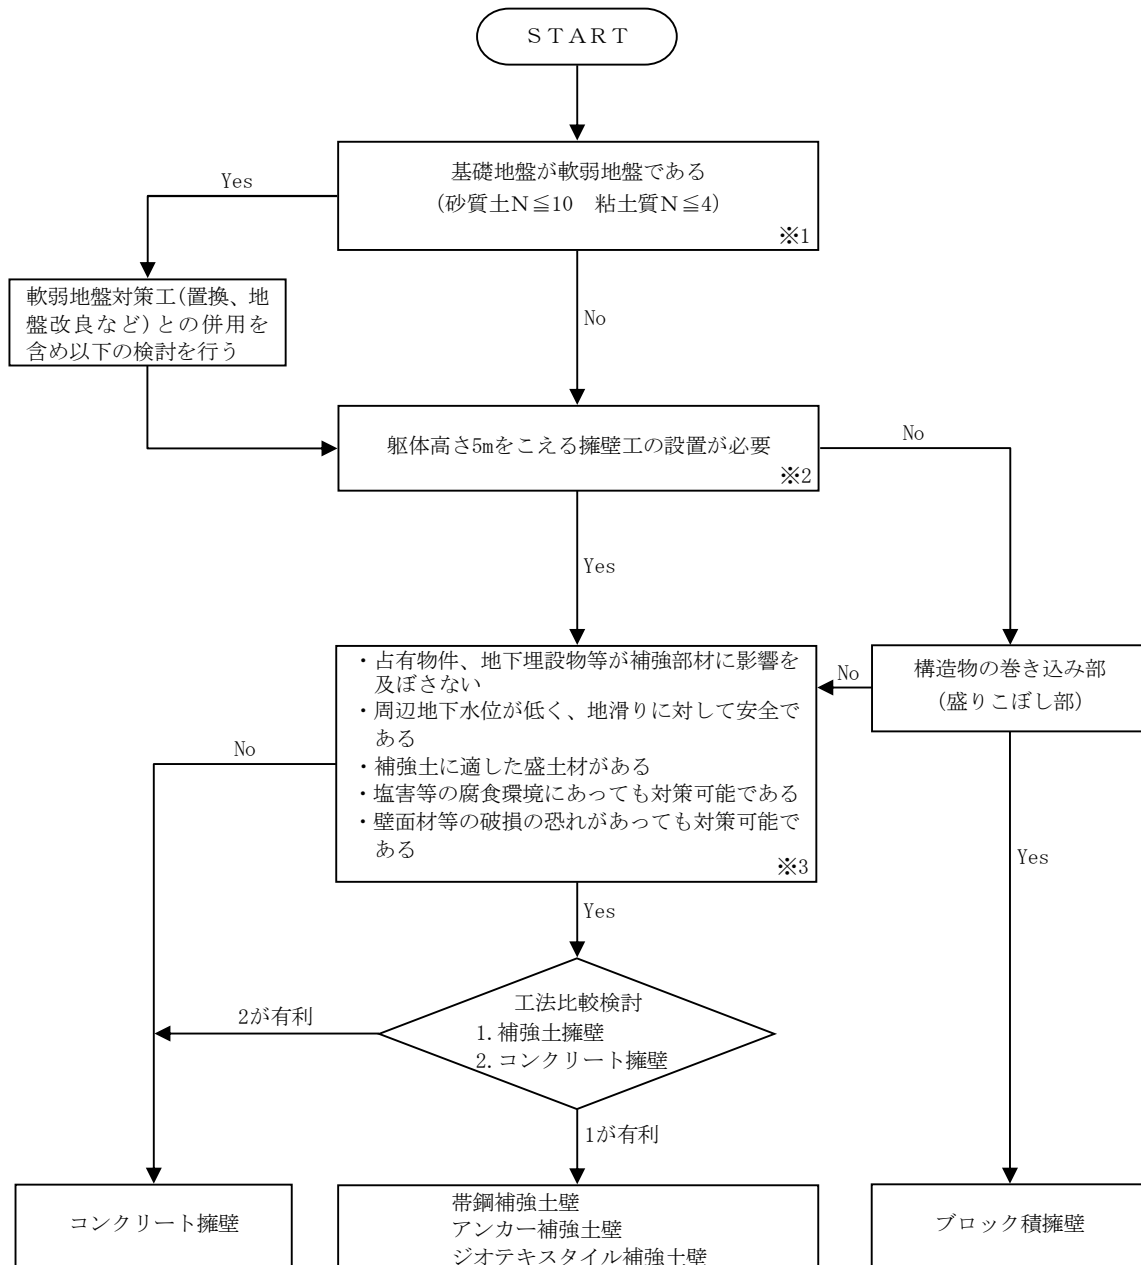 ＳＴＡＲＴ
基礎地盤が軟弱地盤である
(砂質土Ｎ≦10　粘土質Ｎ≦4)
※1
Yes
軟弱地盤対策工(置換、地
盤改良など)との併用を
含め以下の検討を行う
No
躯体高さ5mをこえる擁壁工の設置が必要
※2
No
Yes
・占有物件、地下埋設物等が補強部材に影響を
及ぼさない
・周辺地下水位が低く、地滑りに対して安全で
ある
・補強土に適した盛土材がある
・塩害等の腐食環境にあっても対策可能である
・壁面材等の破損の恐れがあっても対策可能で
ある
※3
No
構造物の巻き込み部
(盛りこぼし部)
No
Yes
Yes
工法比較検討
1.補強土擁壁
2.コンクリート擁壁
2が有利
1が有利
コンクリート擁壁
帯鋼補強土壁
アンカー補強土壁
ジオテキスタイル補強土壁
ブロック積擁壁